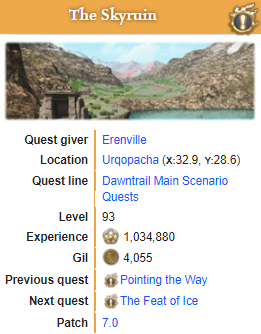 The Skyruin
Quest giver Erenville
Location Urqopacha (X:32.9, Y:28.6)
Quest line Dawntrail Main Scenario
Quests
Level 93
Experience 1,034,880
Gil 4,055
Previous quest Pointing the Way
Next quest The Feat of Ice
Patch 7.0